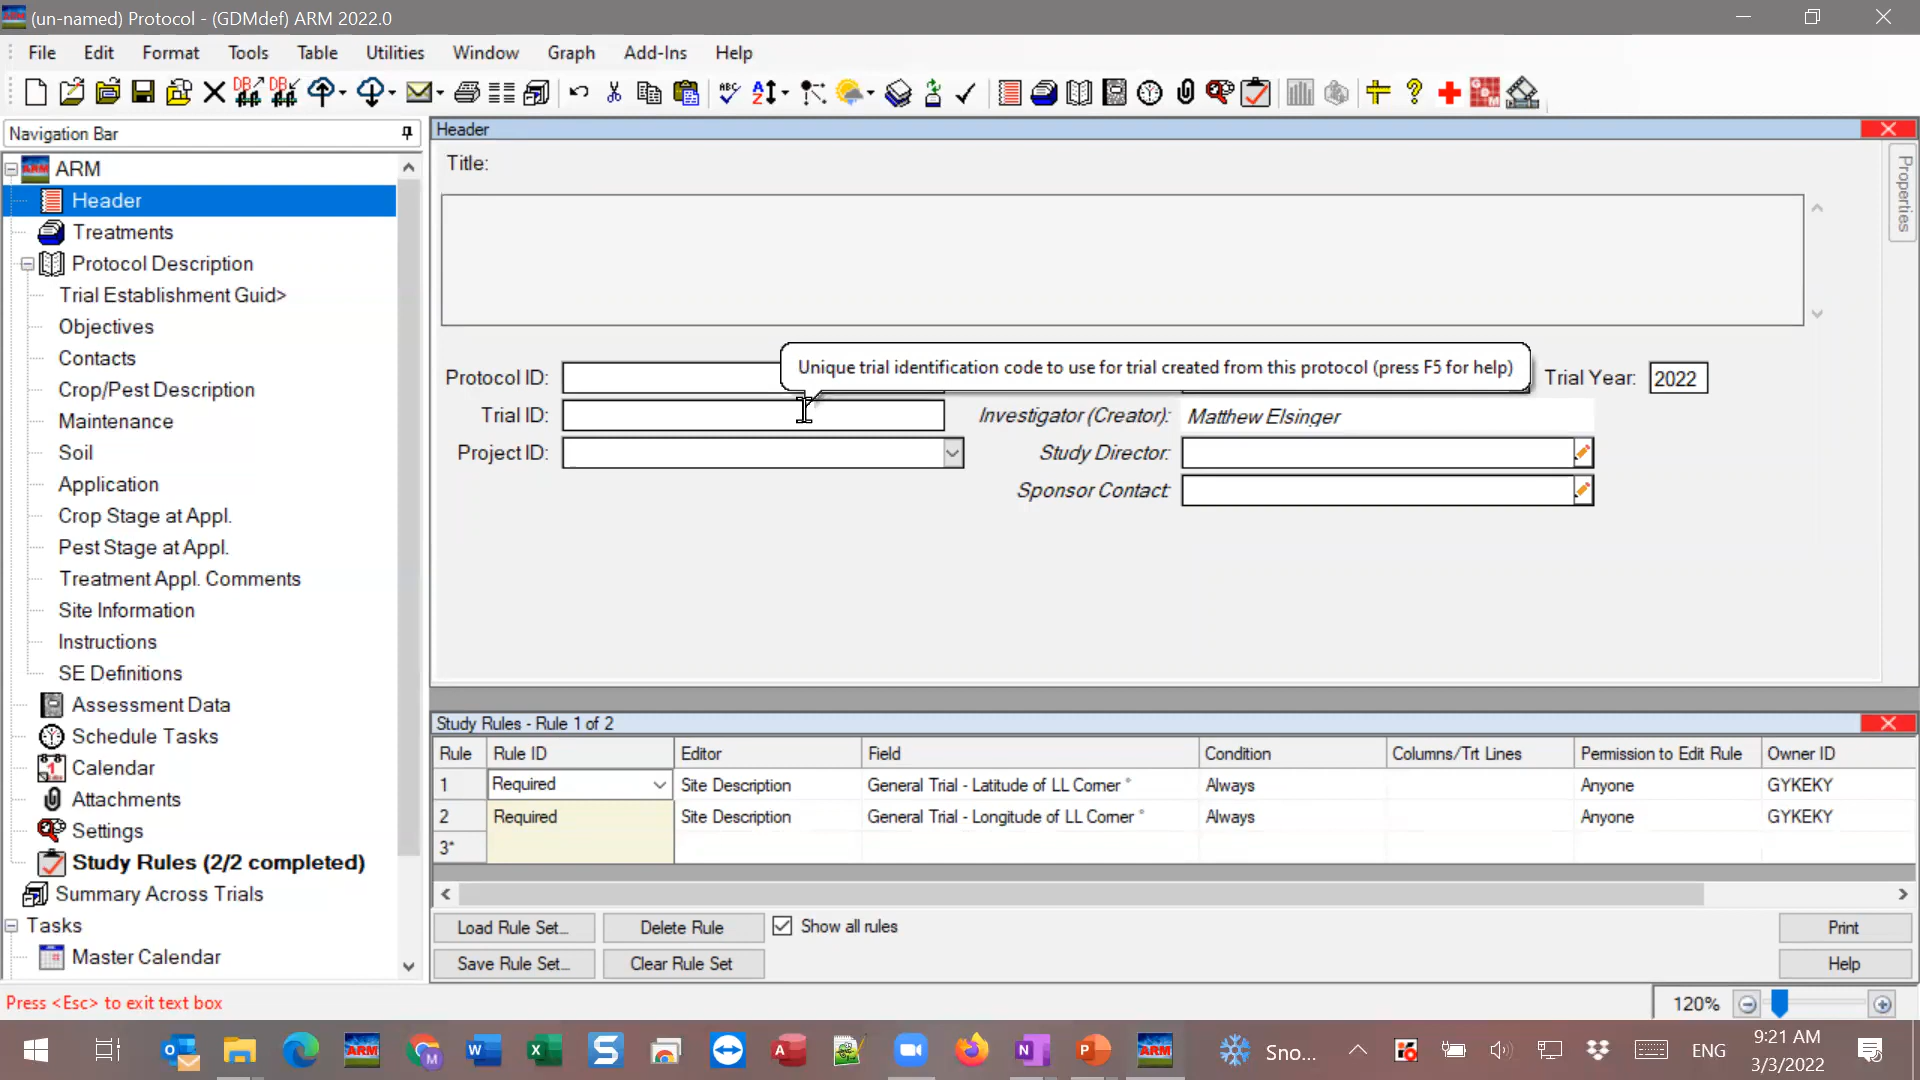 (un-named) Protocol - (GDMdef) ARM 2022.0
File Edit Format Tools Table Utilities Window Graph Add-Ins Help
Navigation Bar
ARM
Header
Treatments
Protocol Description
Trial Establishment Guid>
Objectives
Contacts
Crop/Pest Description
Maintenance
Soil
Application
Crop Stage at Appl.
Pest Stage at Appl.
Treatment Appl. Comments
Site Information
Instructions
SE Definitions
Assessment Data
Schedule Tasks
Calendar
Attachments
Settings
Study Rules (2/2 completed)
Summary Across Trials
Tasks
Master Calendar
Header
Properties
Title:
Unique trial identification code to use for trial created from this protocol (press F5 for help)
Protocol ID: Trial Year: 2022
Trial ID: Investigator (Creator): Matthew Elsinger
Project ID: Study Director:
Sponsor Contact:
Study Rules - Rule 1 of 2
Rule Rule ID Editor Field Condition Columns/Trt Lines Permission to Edit Rule Owner ID
1 Required Site Description General Trial - Latitude of LL Corner ° Always Anyone GYKEKY
2 Required Site Description General Trial - Longitude of LL Corner ° Always Anyone GYKEKY
3*
Load Rule Set... Delete Rule Show all rules Print
Save Rule Set... Clear Rule Set Help
Press <Esc> to exit text box 120%
Sno... ENG 9:21 AM
3/3/2022